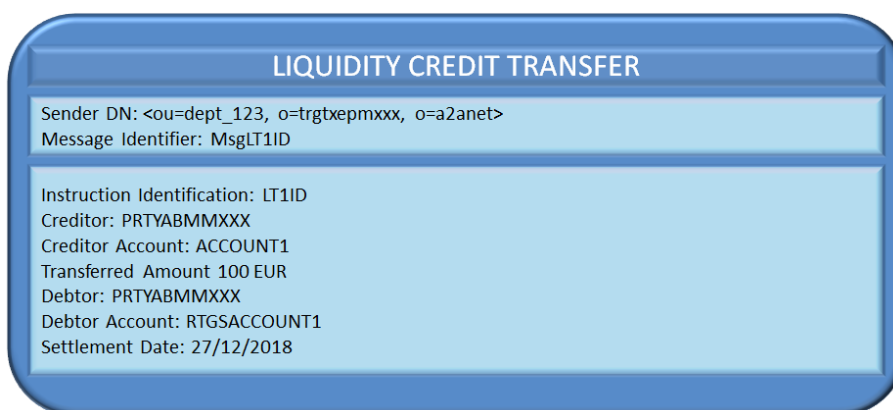 LIQUIDITY CREDIT TRANSFER
Sender DN: <ou=dept_123, o=trgtxepmxxx, o=a2anet>
Message Identifier: MsgLT1ID
Instruction Identification: LT1ID
Creditor: PRTYABMMXXX
Creditor Account: ACCOUNT1
Transferred Amount 100 EUR
Debtor: PRTYABMMXXX
Debtor Account: RTGSACCOUNT1
Settlement Date: 27/12/2018